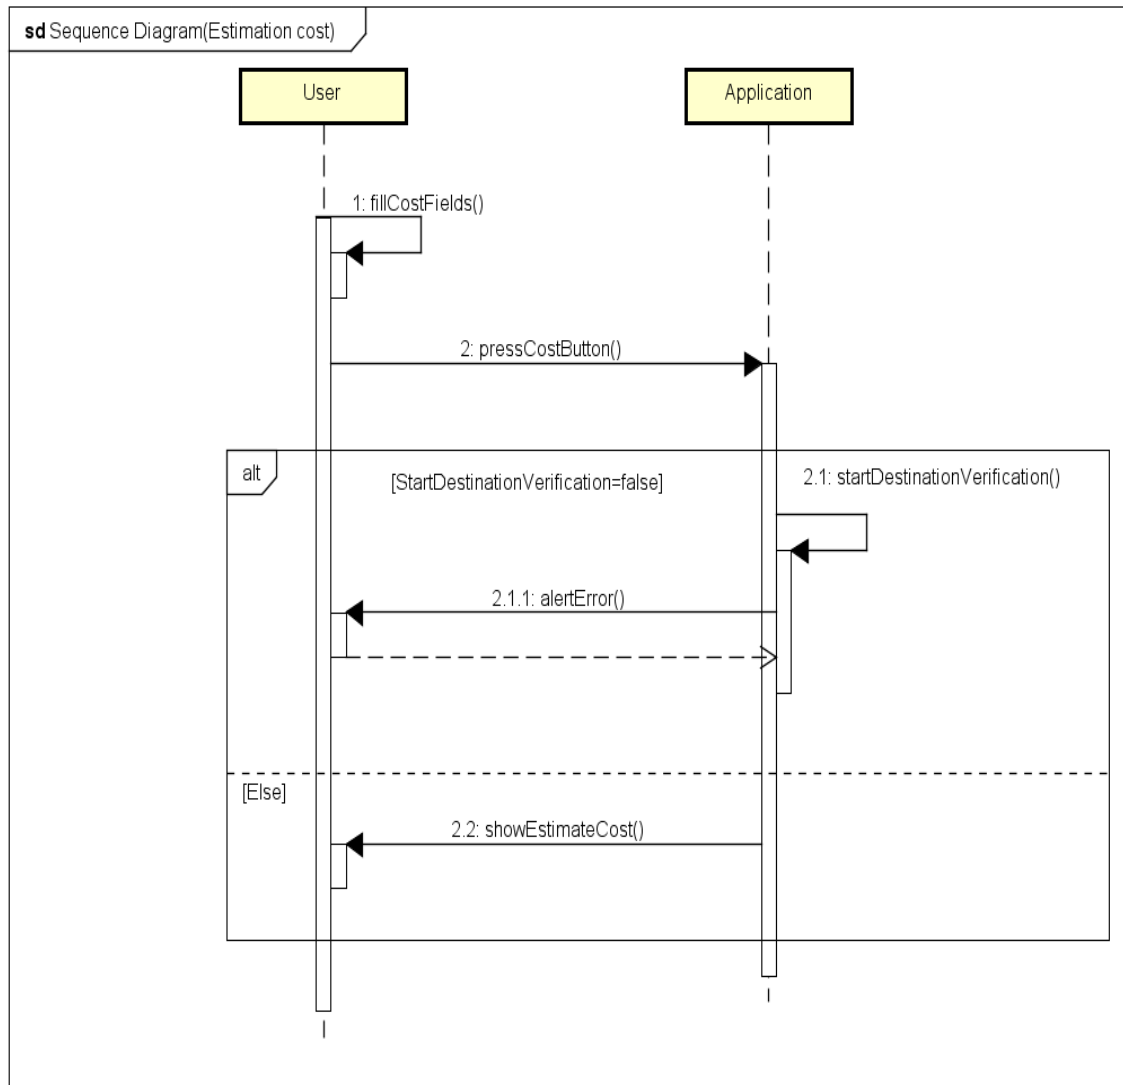 sd Sequence Diagram(Estimation cost)
User
Application
1: fillCostFields()
2: pressCostButton()
alt
[StartDestinationVerification=false]
2.1: startDestinationVerification()
2.1.1: alertError()
[Else]
2.2: showEstimateCost()